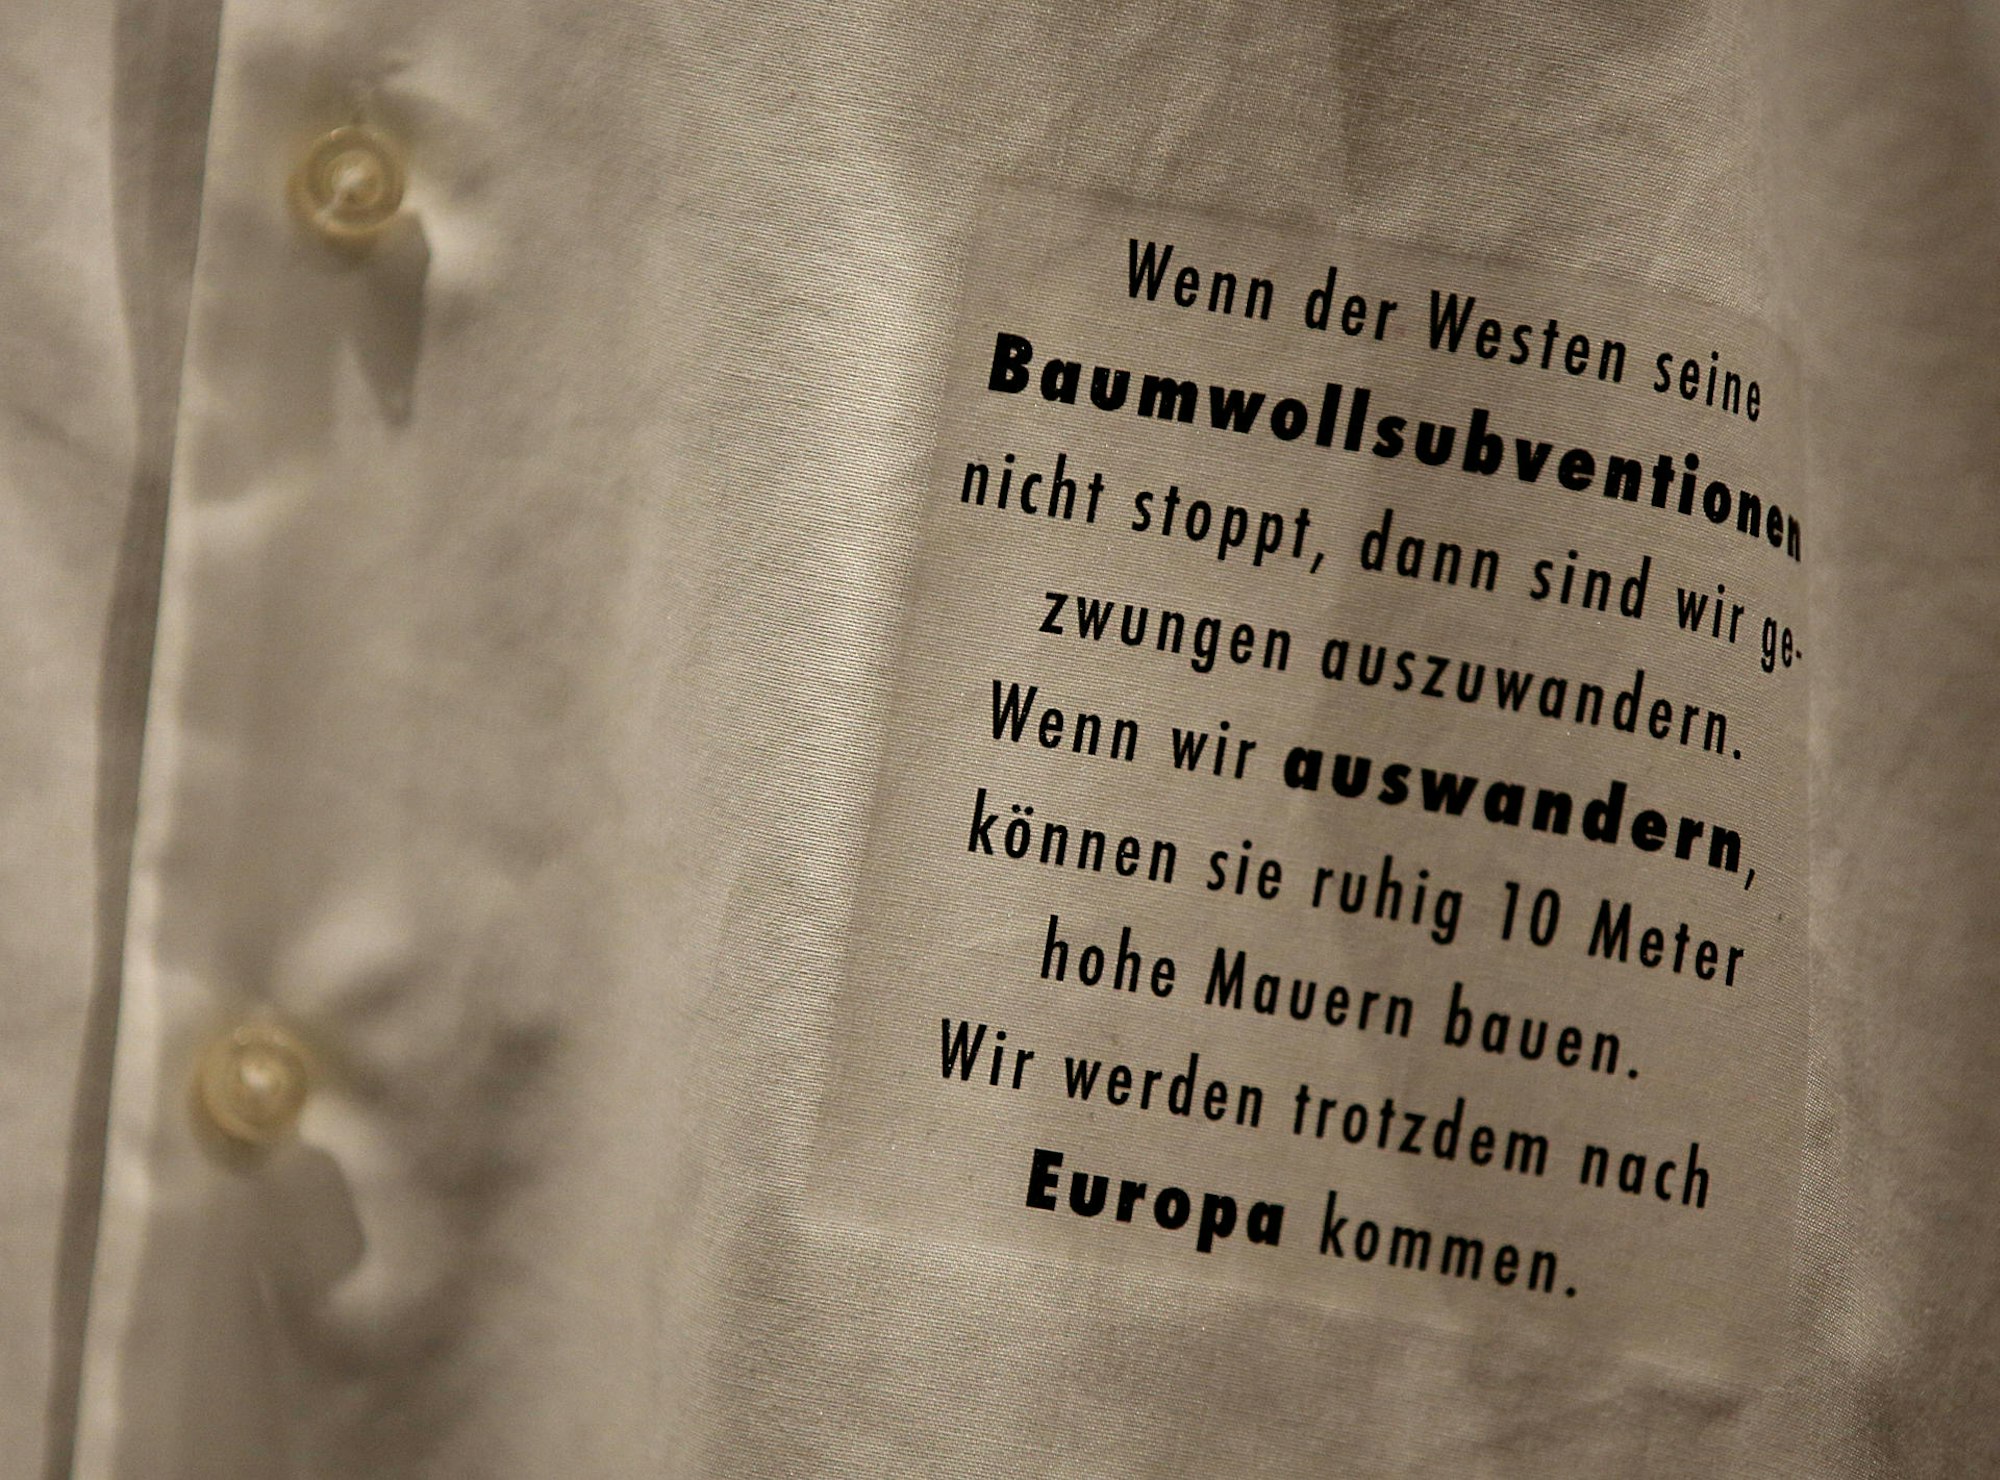 Wenn der Westen seine
Baumwollsubventionen
nicht stoppt, dann sind wir ge-
zwungen auszuwandern.
Wenn wir auswandern,
können sie ruhig 10 Meter
hohe Mauern bauen.
Wir werden trotzdem nach
Europa kommen.